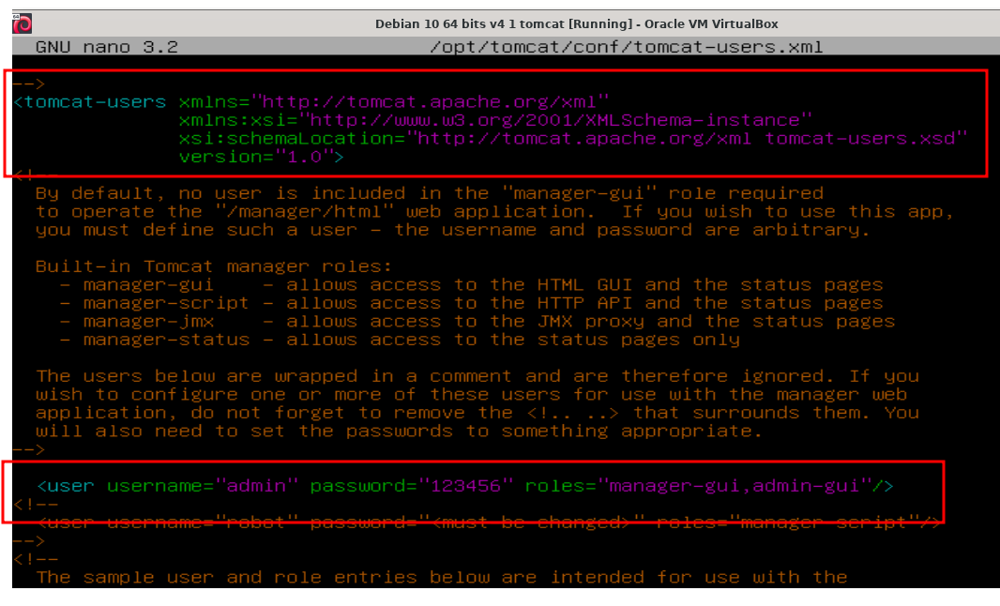 Debian 10 64 bits v4 1 tomcat [Running] - Oracle VM VirtualBox
GNU nano 3.2 /opt/tomcat/conf/tomcat-users.xml
-->
<tomcat-users xmlns="http://tomcat.apache.org/xml"
xmlns:xsi="http://www.w3.org/2001/XMLSchema-instance"
xsi:schemaLocation="http://tomcat.apache.org/xml tomcat-users.xsd"
version="1.0">
<!--
By default, no user is included in the "manager-gui" role required
to operate the "/manager/html" web application.  If you wish to use this app,
you must define such a user - the username and password are arbitrary.
Built-in Tomcat manager roles:
- manager-gui    - allows access to the HTML GUI and the status pages
- manager-script - allows access to the HTTP API and the status pages
- manager-jmx    - allows access to the JMX proxy and the status pages
- manager-status - allows access to the status pages only
The users below are wrapped in a comment and are therefore ignored. If you
wish to configure one or more of these users for use with the manager web
application, do not forget to remove the <!.. ..> that surrounds them. You
will also need to set the passwords to something appropriate.
-->
<user username="admin" password="123456" roles="manager-gui,admin-gui"/>
<!--
<user username="robot" password="<must be changed>" roles="manager-script"/>
-->
<!--
The sample user and role entries below are intended for use with the